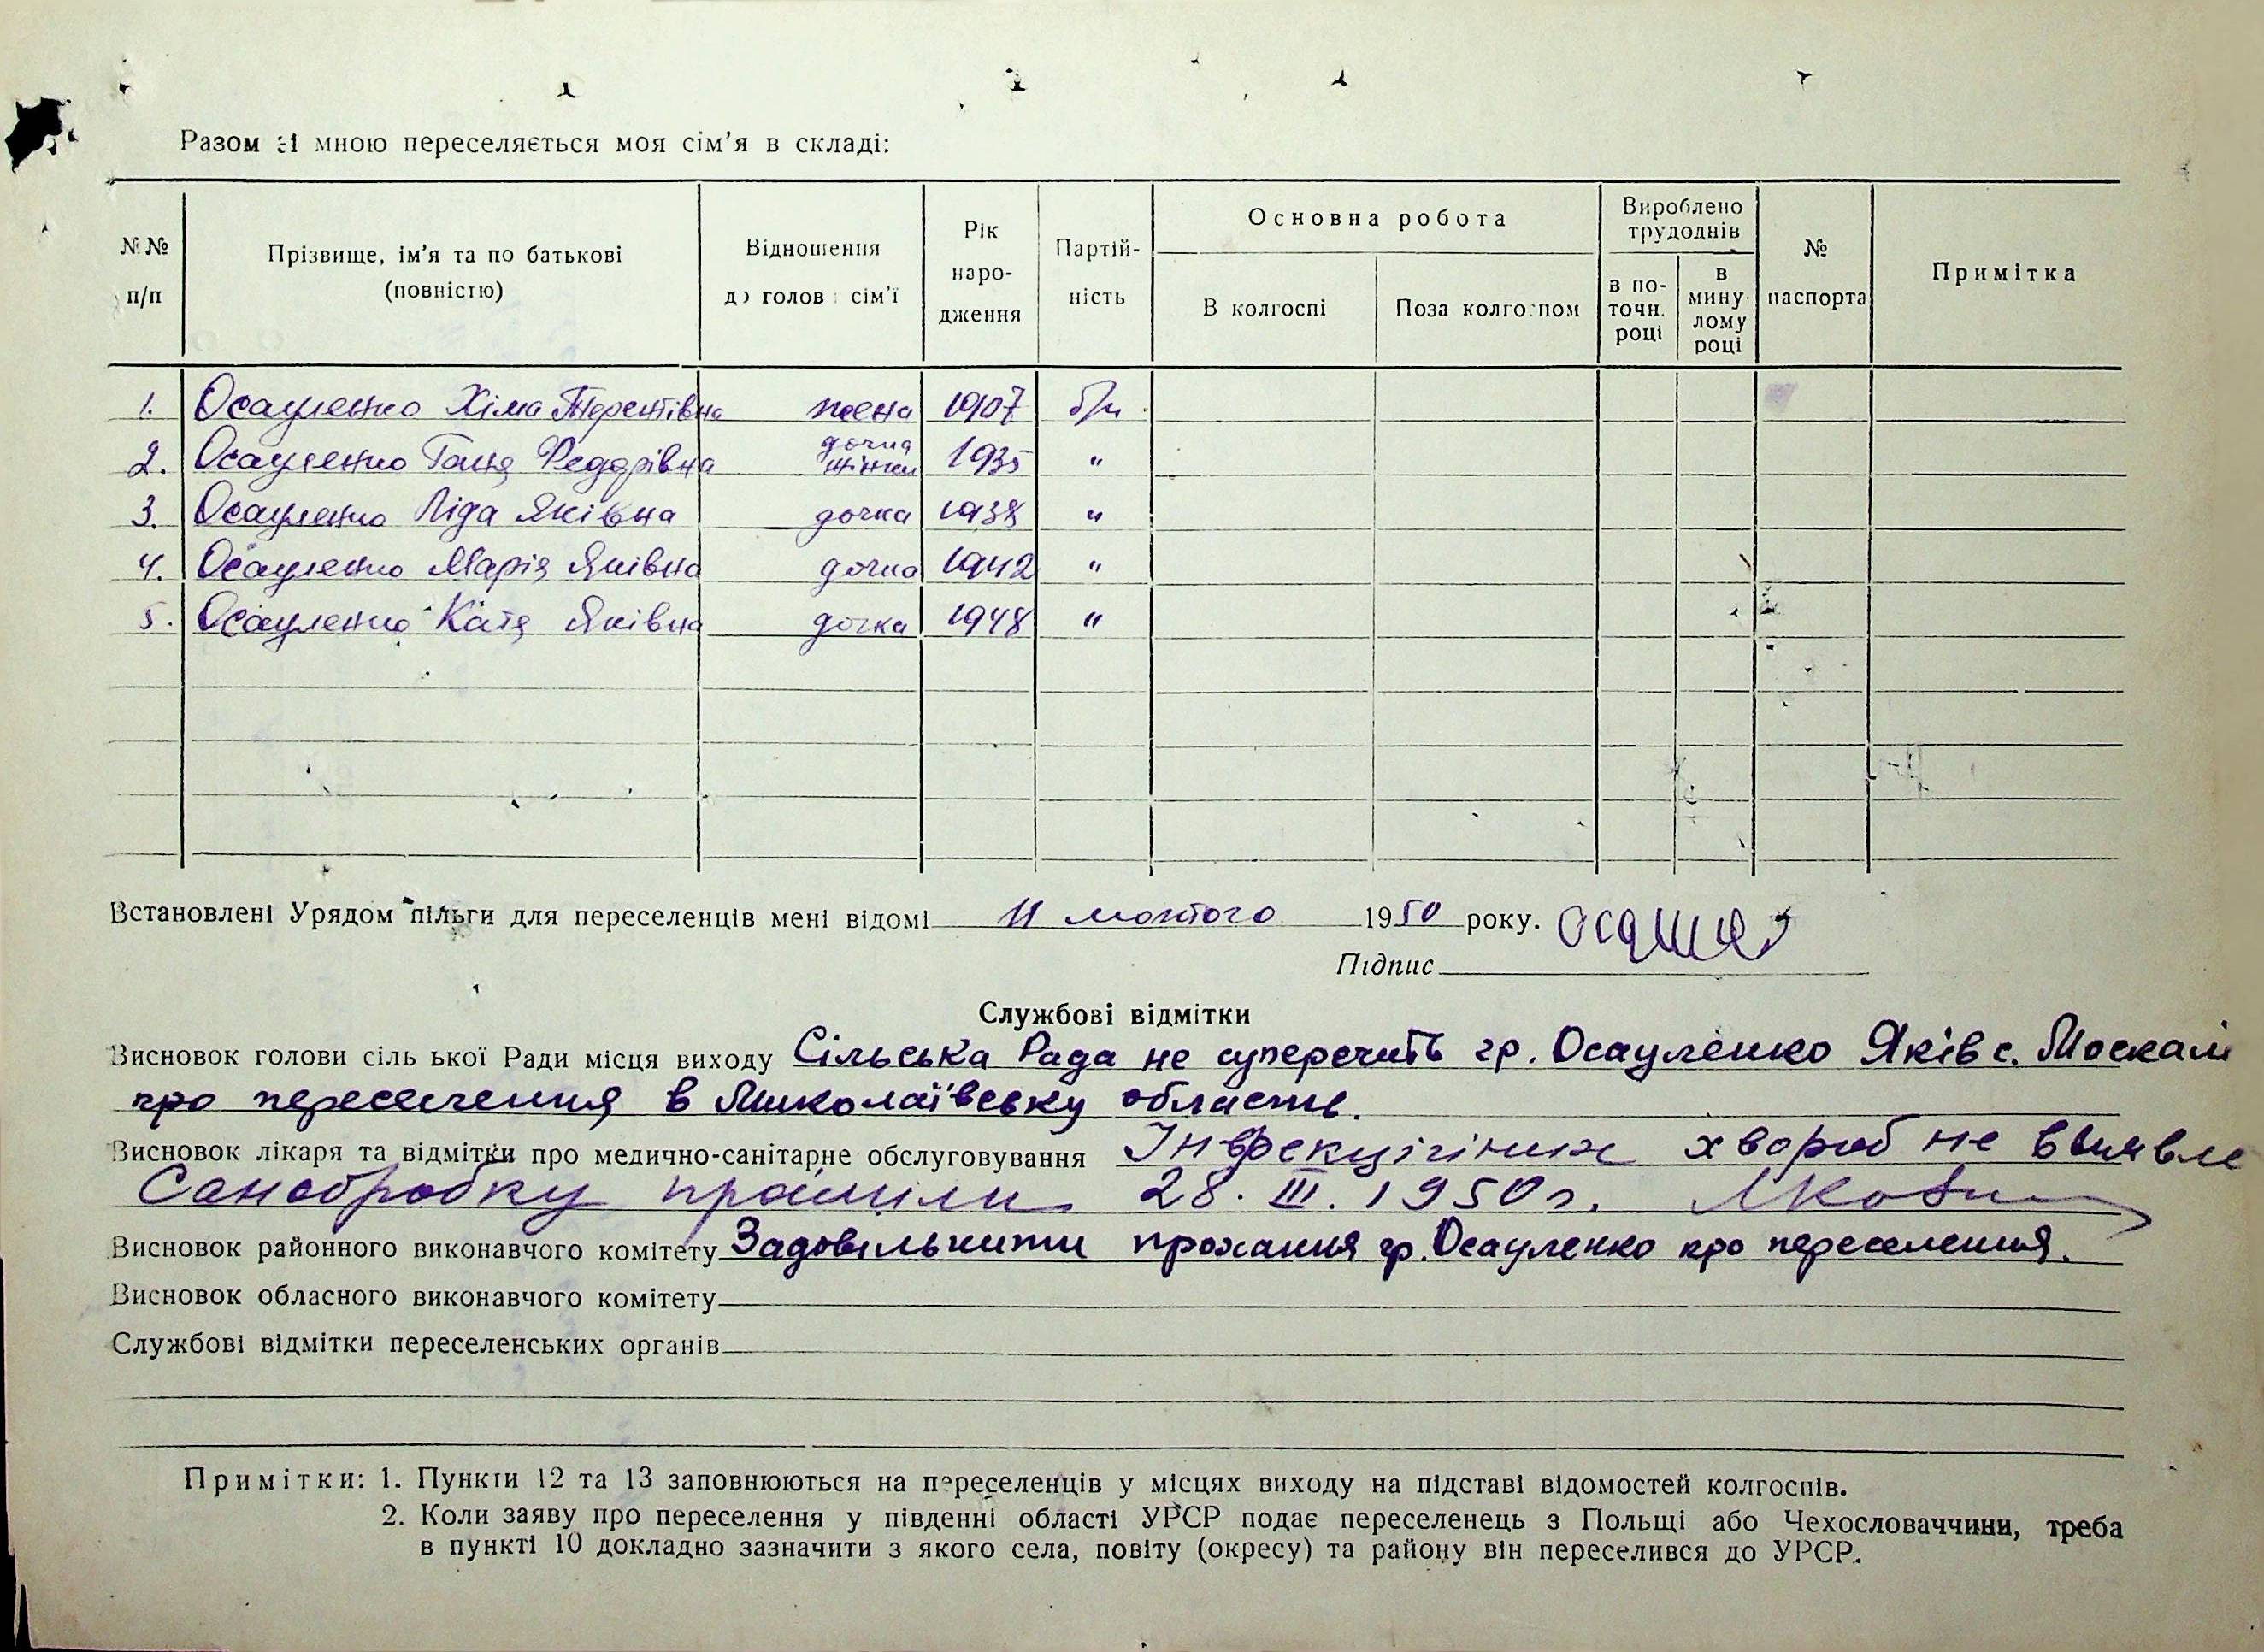 Разом зі мною переселяється моя сім'я в складі:
№№ п/п
Прізвище, ім'я та по батькові (повністю)
Відношення до голови сім'ї
Рік народження
Партійність
Основна робота
В колгоспі
Поза колгоспом
Вироблено трудоднів
в поточн. році
в минулому році
№ паспорта
Примітка
1. Осауленко Хіма Терентівна жена 1907 б/п
2. Осауленко Ганя Федорівна дочка жінки 1935 "
3. Осауленко Ліда Яківна дочка 1938 "
4. Осауленко Марія Яківна дочка 1942 "
5. Осауленко Катя Яківна дочка 1948 "
Встановлені Урядом пільги для переселенців мені відомі 11 лютого 1950 року.
Підпис
Службові відмітки
Висновок голови сільської Ради місця виходу Сільська Рада не суперечить гр. Осауленко Яків с. Москалі
про переселення в Миколаївську область.
Висновок лікаря та відмітки про медично-санітарне обслуговування Інфекційних хвороб не виявле
Санобробку пройшли 28.III.1950 г.
Висновок районного виконавчого комітету Задовільнити прохання гр. Осауленко про переселення.
Висновок обласного виконавчого комітету
Службові відмітки переселенських органів
Примітки: 1. Пункти 12 та 13 заповнюються на переселенців у місцях виходу на підставі відомостей колгоспів.
2. Коли заяву про переселення у південні області УРСР подає переселенець з Польщі або Чехословаччини, треба
в пункті 10 докладно зазначити з якого села, повіту (окресу) та району він переселився до УРСР.